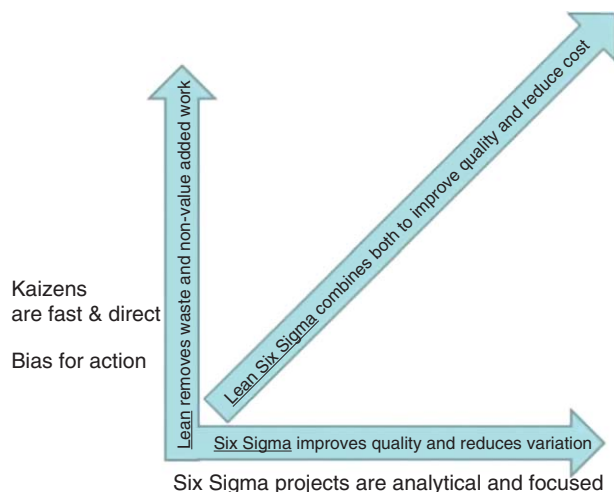 Lean removes waste and non-value added work
Lean Six Sigma combines both to improve quality and reduce cost
Kaizens
are fast & direct
Bias for action
Six Sigma improves quality and reduces variation
Six Sigma projects are analytical and focused